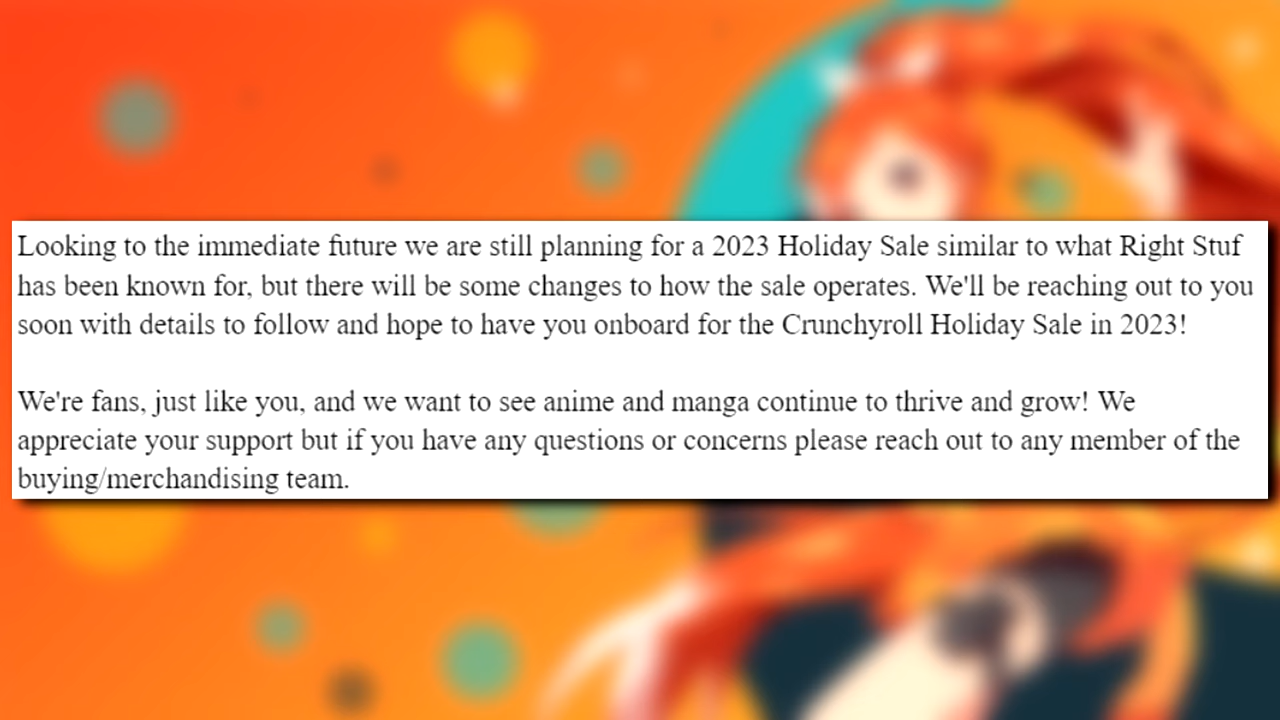 Looking to the immediate future we are still planning for a 2023 Holiday Sale similar to what Right Stuf
has been known for, but there will be some changes to how the sale operates. We'll be reaching out to you
soon with details to follow and hope to have you onboard for the Crunchyroll Holiday Sale in 2023!
We're fans, just like you, and we want to see anime and manga continue to thrive and grow! We
appreciate your support but if you have any questions or concerns please reach out to any member of the
buying/merchandising team.